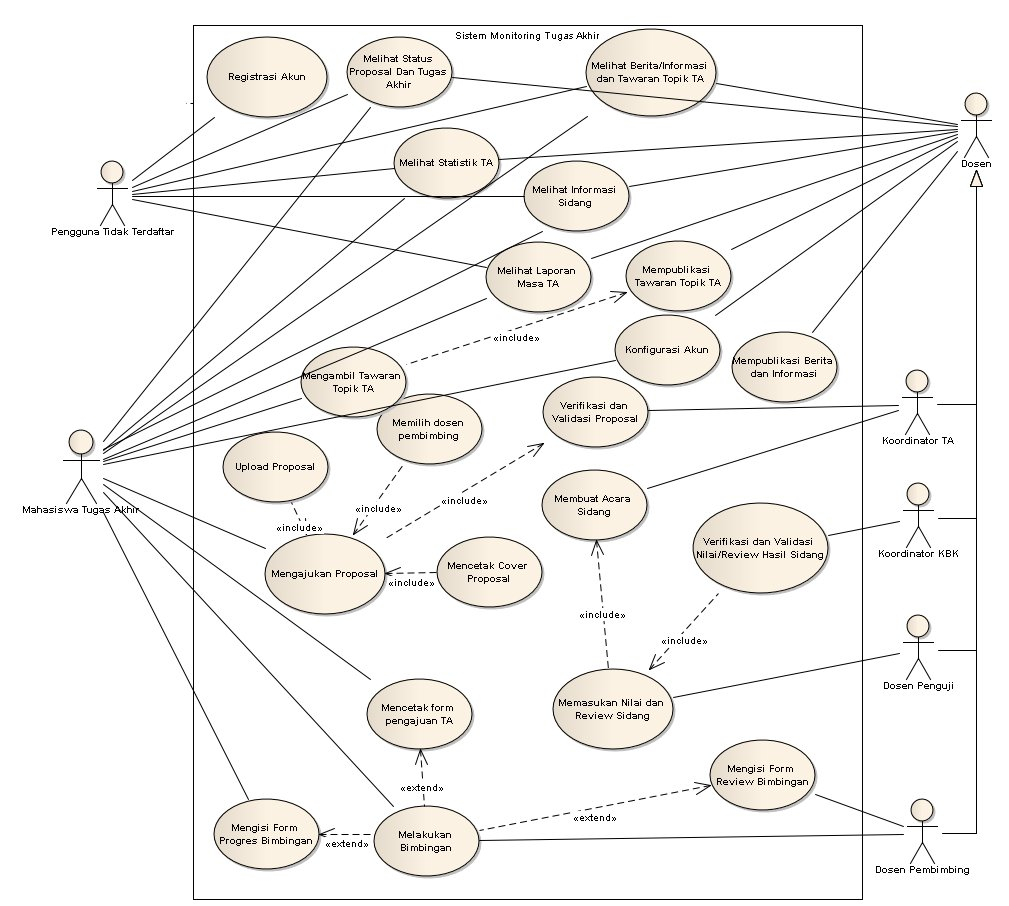 Sistem Monitoring Tugas Akhir
Registrasi Akun
Melihat Status
Proposal Dan Tugas
Akhir
Melihat Berita/Informasi
dan Tawaran Topik TA
Melihat Statistik TA
Dosen
Melihat Informasi
Sidang
Pengguna Tidak Terdaftar
Melihat Laporan
Masa TA
Mempublikasi
Tawaran Topik TA
«include»
Konfigurasi Akun
Mempublikasi Berita
dan Informasi
Mengambil Tawaran
Topik TA
Verifikasi dan
Validasi Proposal
Memilih dosen
pembimbing
Koordinator TA
Upload Proposal
Mahasiswa Tugas Akhir
«include»
«include»
«include»
Membuat Acara
Sidang
Verifikasi dan Validasi
Nilai/Review Hasil Sidang
Koordinator KBK
Mengajukan Proposal
«include»
Mencetak Cover
Proposal
«include»
«include»
Dosen Penguji
Memasukan Nilai dan
Review Sidang
Mencetak form
pengajuan TA
Mengisi Form
Review Bimbingan
«extend»
«extend»
Mengisi Form
Progres Bimbingan
«extend»
Melakukan
Bimbingan
Dosen Pembimbing